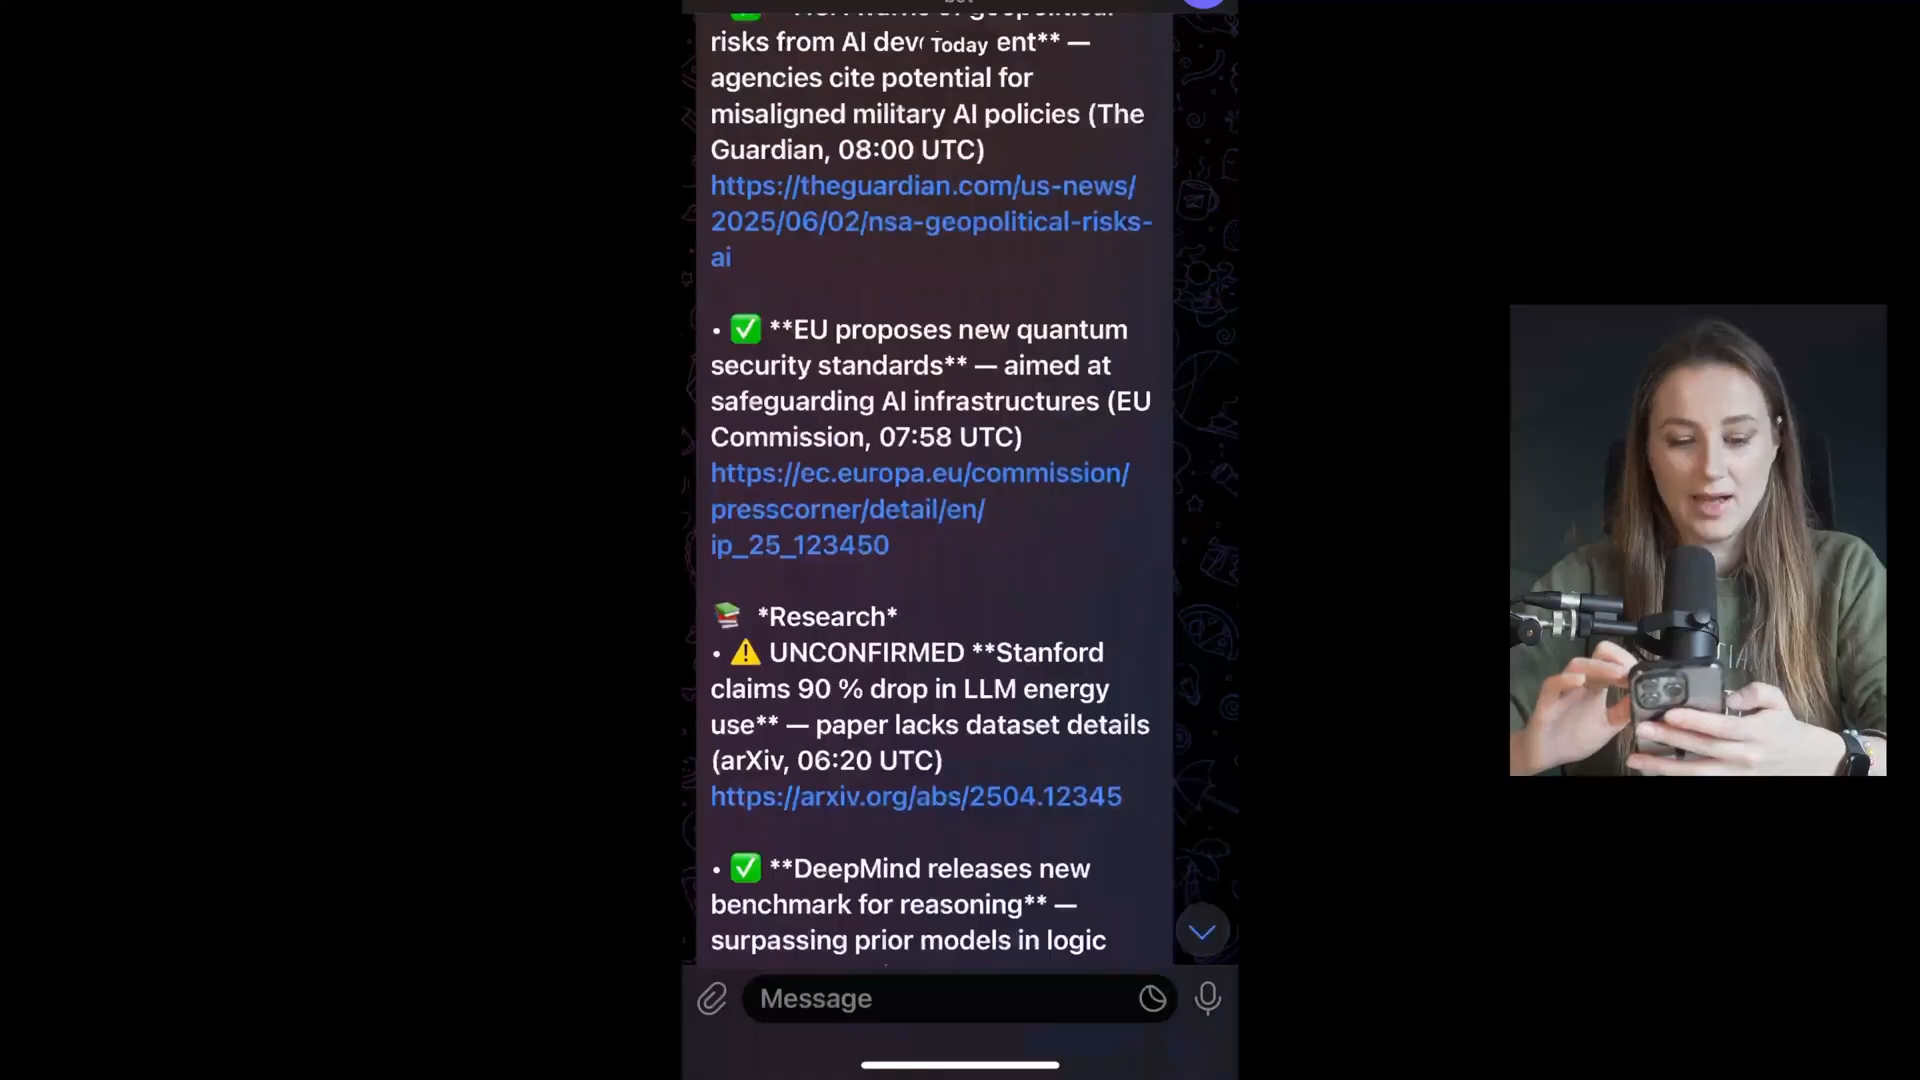 bot
risks from AI dev Today ent** —
agencies cite potential for
misaligned military AI policies (The
Guardian, 08:00 UTC)
https://theguardian.com/us-news/
2025/06/02/nsa-geopolitical-risks-
ai
• ✅ **EU proposes new quantum
security standards** — aimed at
safeguarding AI infrastructures (EU
Commission, 07:58 UTC)
https://ec.europa.eu/commission/
presscorner/detail/en/
ip_25_123450
📚 *Research*
• ⚠️ UNCONFIRMED **Stanford
claims 90 % drop in LLM energy
use** — paper lacks dataset details
(arXiv, 06:20 UTC)
https://arxiv.org/abs/2504.12345
• ✅ **DeepMind releases new
benchmark for reasoning** —
surpassing prior models in logic
Message